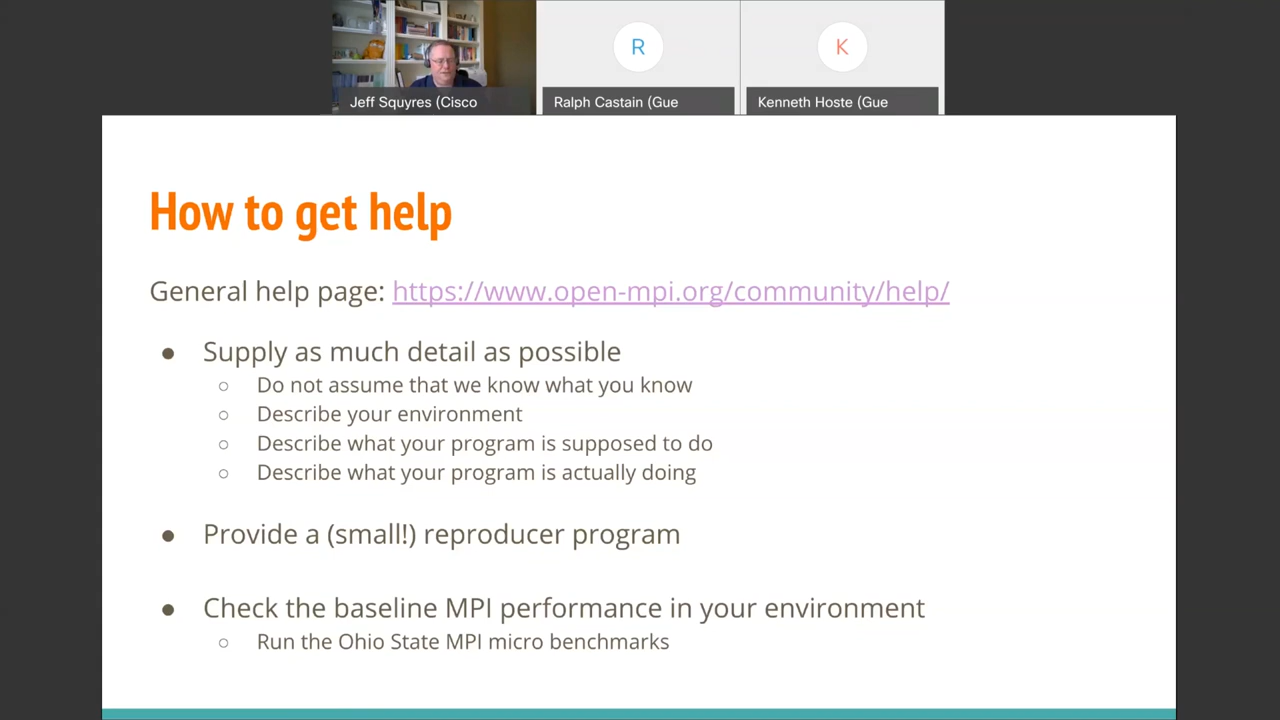 R
K
Jeff Squyres (Cisco
Ralph Castain (Gue
Kenneth Hoste (Gue
How to get help
General help page: https://www.open-mpi.org/community/help/
● Supply as much detail as possible
○ Do not assume that we know what you know
○ Describe your environment
○ Describe what your program is supposed to do
○ Describe what your program is actually doing
● Provide a (small!) reproducer program
● Check the baseline MPI performance in your environment
○ Run the Ohio State MPI micro benchmarks